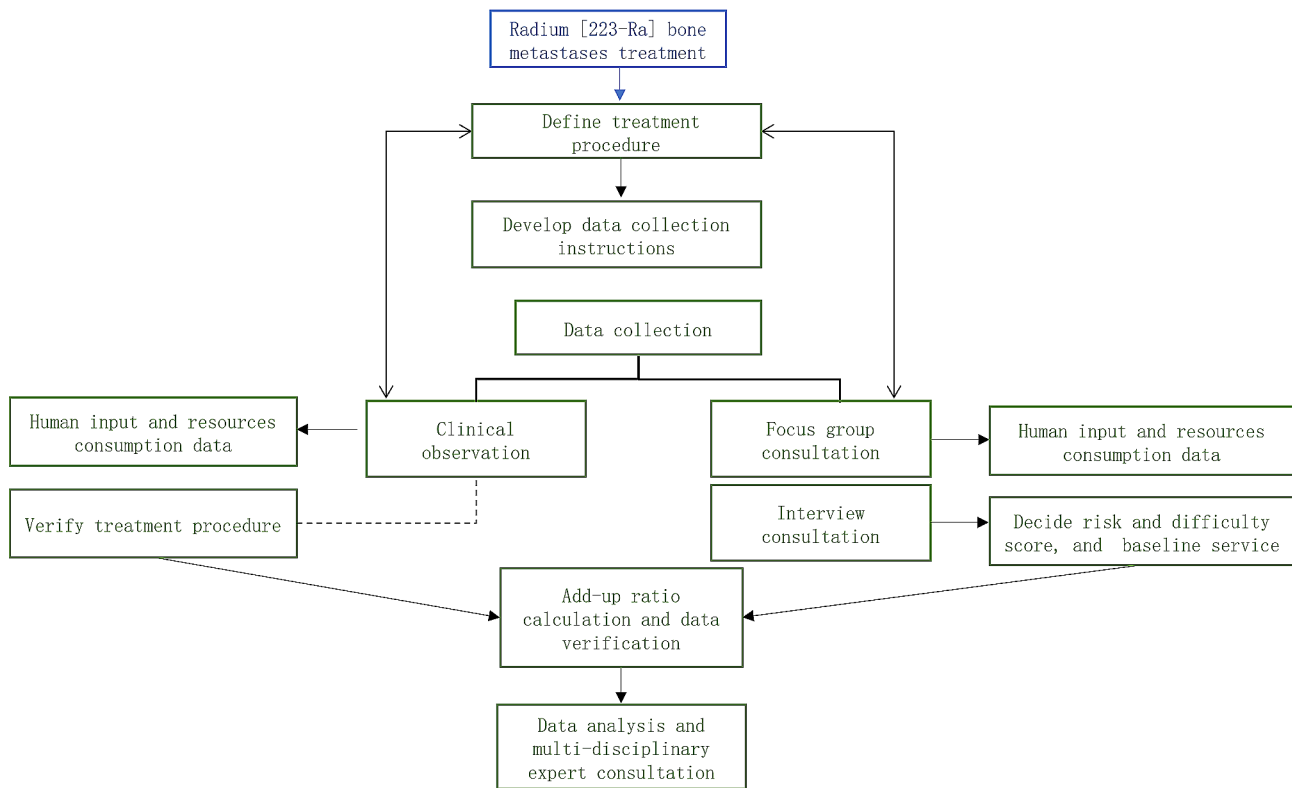 Radium [223-Ra] bone
metastases treatment
Define treatment
procedure
Develop data collection
instructions
Data collection
Human input and resources
consumption data
Clinical
observation
Focus group
consultation
Human input and resources
consumption data
Verify treatment procedure
Interview
consultation
Decide risk and difficulty
score, and baseline service
Add-up ratio
calculation and data
verification
Data analysis and
multi-disciplinary
expert consultation